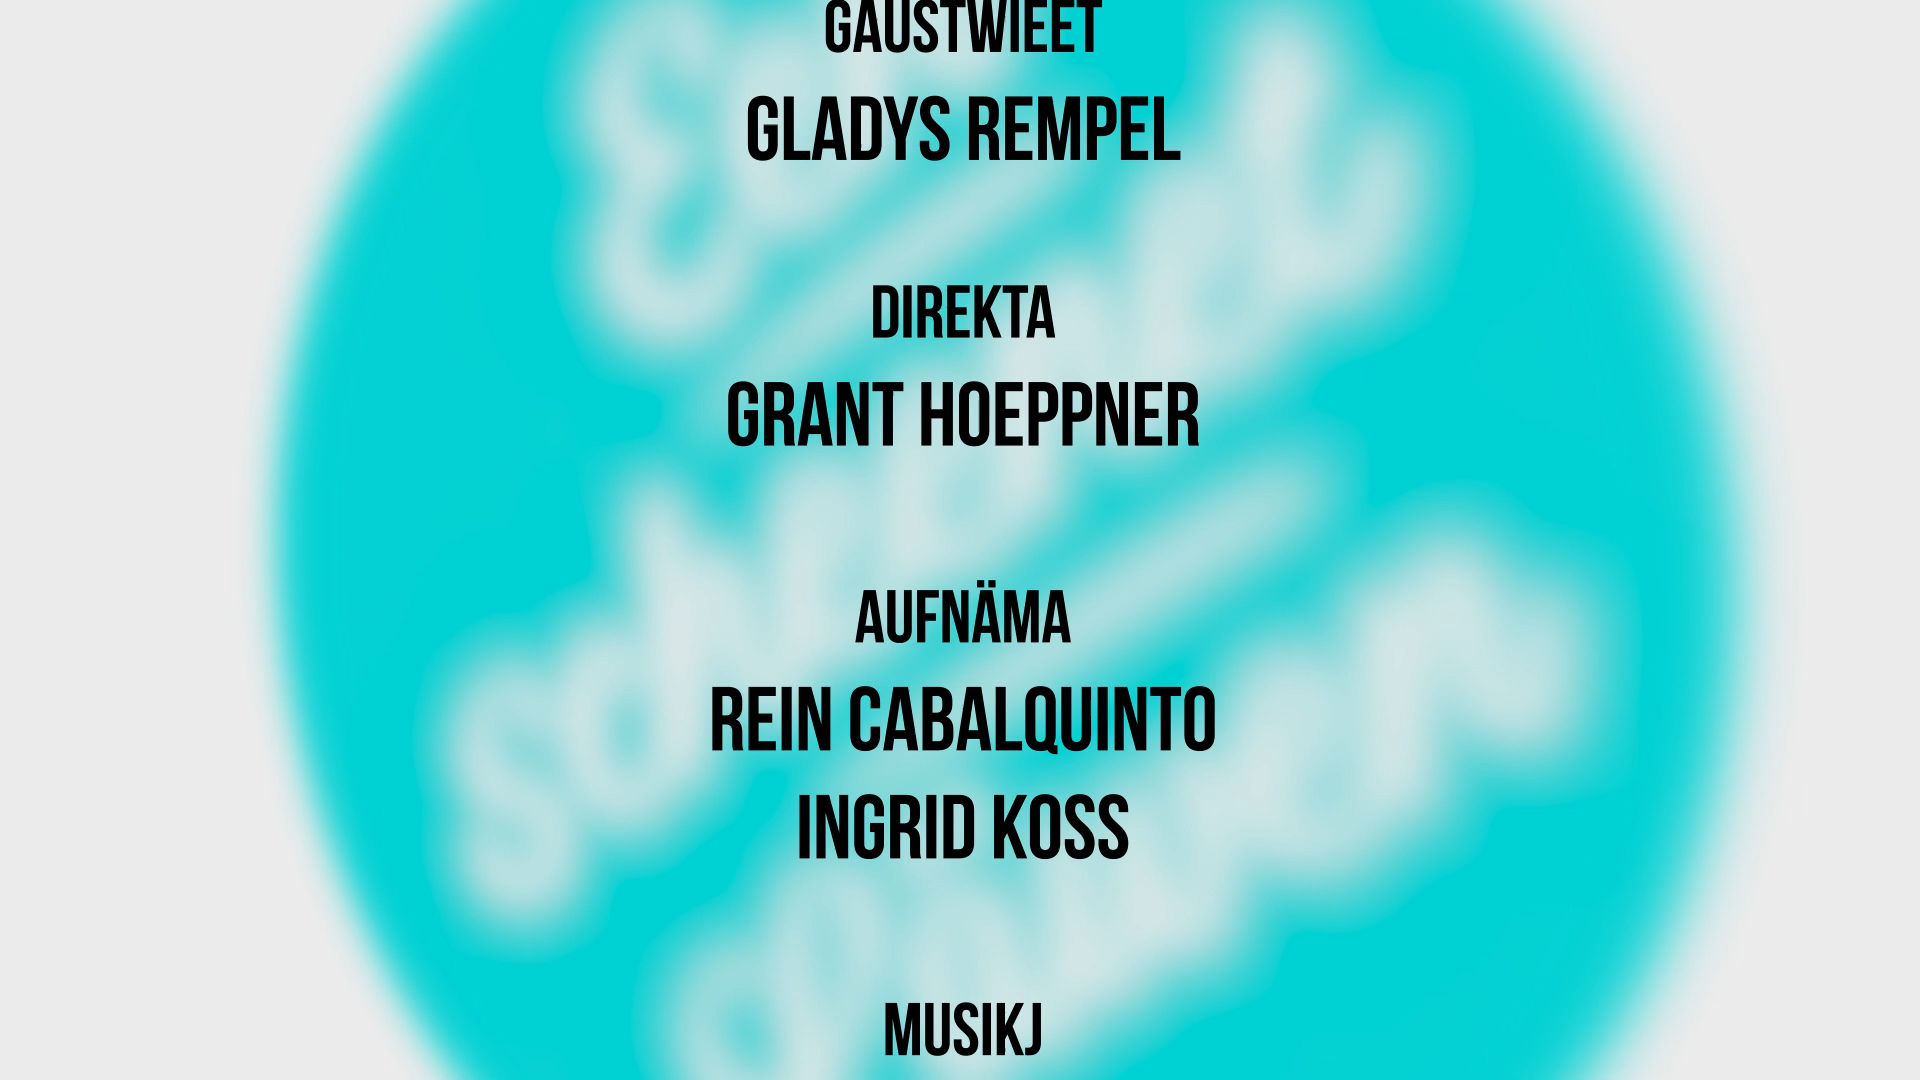 GAUSTWIEET
GLADYS REMPEL
DIREKTA
GRANT HOEPPNER
AUFNÄMA
REIN CABALQUINTO
INGRID KOSS
MUSIKJ